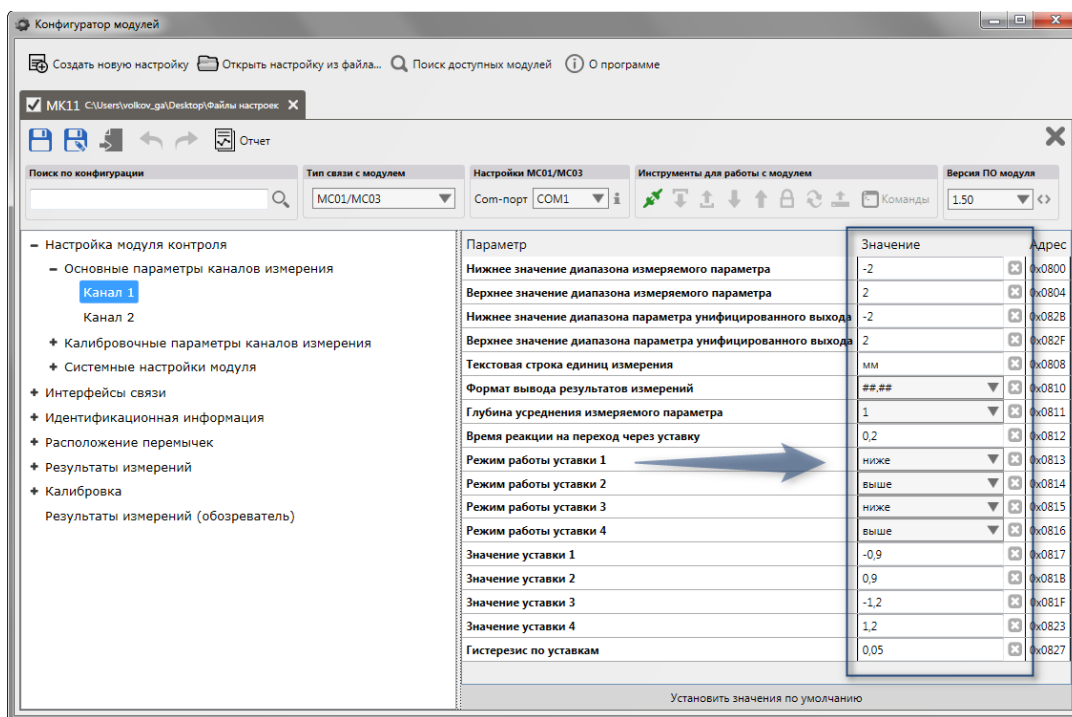 Конфигуратор модулей
Создать новую настройку Открыть настройку из файла... Поиск доступных модулей О программе
МК11 C:\Users\volkov_ga\Desktop\Файлы настроек
Отчет
Поиск по конфигурации Тип связи с модулем Настройки МС01/МС03 Инструменты для работы с модулем Версия ПО модуля
МС01/МС03 Com-порт COM1 Команды 1.50
Настройка модуля контроля
Основные параметры каналов измерения
Канал 1
Канал 2
Калибровочные параметры каналов измерения
Системные настройки модуля
Интерфейсы связи
Идентификационная информация
Расположение перемычек
Результаты измерений
Калибровка
Результаты измерений (обозреватель)
Параметр Значение Адрес
Нижнее значение диапазона измеряемого параметра -2 0x0800
Верхнее значение диапазона измеряемого параметра 2 0x0804
Нижнее значение диапазона параметра унифицированного выхода -2 0x082B
Верхнее значение диапазона параметра унифицированного выхода 2 0x082F
Текстовая строка единиц измерения мм 0x0808
Формат вывода результатов измерений ##,## 0x0810
Глубина усреднения измеряемого параметра 1 0x0811
Время реакции на переход через уставку 0,2 0x0812
Режим работы уставки 1 ниже 0x0813
Режим работы уставки 2 выше 0x0814
Режим работы уставки 3 ниже 0x0815
Режим работы уставки 4 выше 0x0816
Значение уставки 1 -0,9 0x0817
Значение уставки 2 0,9 0x081B
Значение уставки 3 -1,2 0x081F
Значение уставки 4 1,2 0x0823
Гистерезис по уставкам 0,05 0x0827
Установить значения по умолчанию